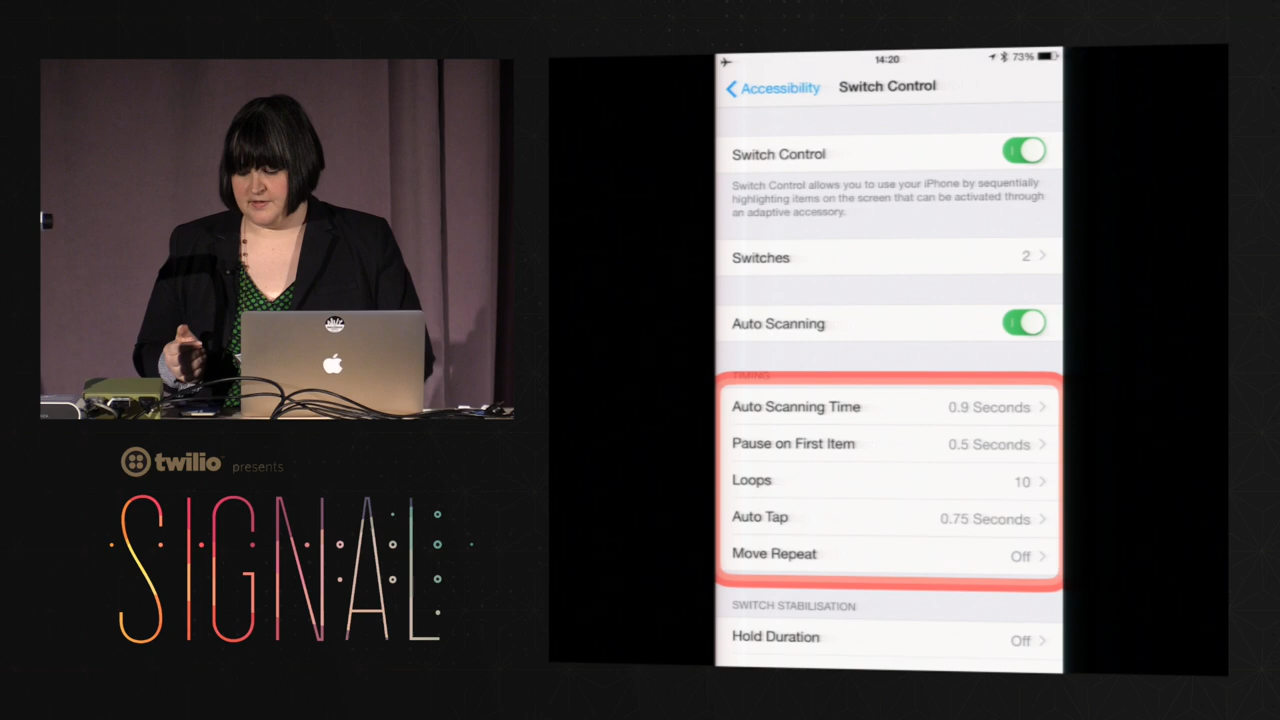 14:20
73%
Accessibility
Switch Control
Switch Control
Switch Control allows you to use your iPhone by sequentially
highlighting items on the screen that can be activated through
an adaptive accessory.
Switches 2
Auto Scanning
TIMING
Auto Scanning Time 0.9 Seconds
Pause on First Item 0.5 Seconds
Loops 10
Auto Tap 0.75 Seconds
Move Repeat Off
SWITCH STABILISATION
Hold Duration Off
twilio presents
SIGNAL